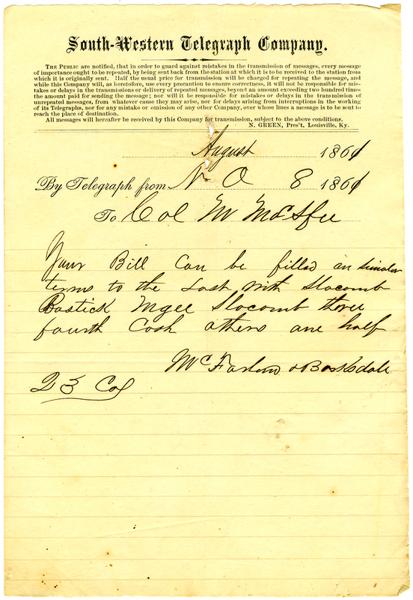 South-Western Telegraph Company.
THE PUBLIC are notified, that in order to guard against mistakes in the transmission of messages, every message
of importance ought to be repeated, by being sent back from the station at which it is to be received to the station from
which it is originally sent. Half the usual price for transmission will be charged for repeating the message, and
while this Company will, as heretofore, use every precaution to ensure correctness, it will not be responsible for mis-
takes or delays in the transmission or delivery of repeated messages, beyond an amount exceeding two hundred times
the amount paid for sending the message; nor will it be responsible for mistakes or delays in the transmission of
unrepeated messages, from whatever cause they may arise, nor for delays arising from interruptions in the working
of its Telegraphs, nor for any mistake or omission of any other Company, over whose lines a message is to be sent to
reach the place of destination.
All messages will hereafter be received by this Company for transmission, subject to the above conditions.
N. GREEN, Pres't, Louisville, Ky.
August 1861
By Telegraph from N O 8 1861
To Col M McAfee
Your Bill can be filled on similar
terms to the last with Slocomb
Bostick Mgee Slocomb three
fourth Cash others one half
McFarland & Barksdale
23 Col